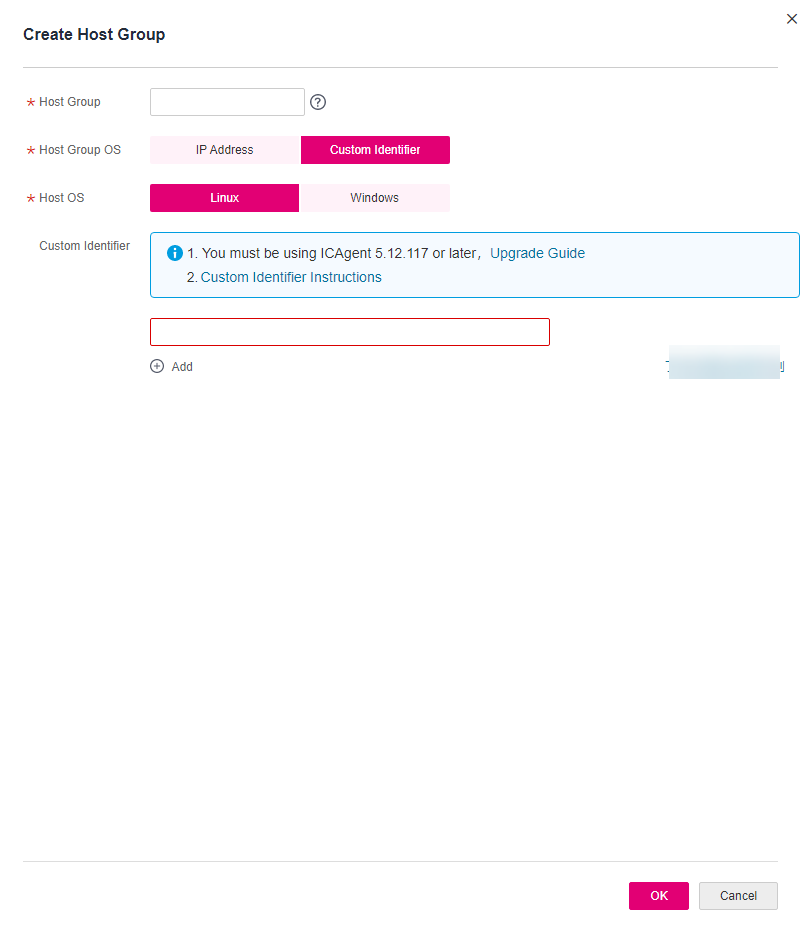 Create Host Group
* Host Group
* Host Group OS IP Address Custom Identifier
* Host OS Linux Windows
Custom Identifier
1. You must be using ICAgent 5.12.117 or later, Upgrade Guide
2. Custom Identifier Instructions
Add
OK Cancel